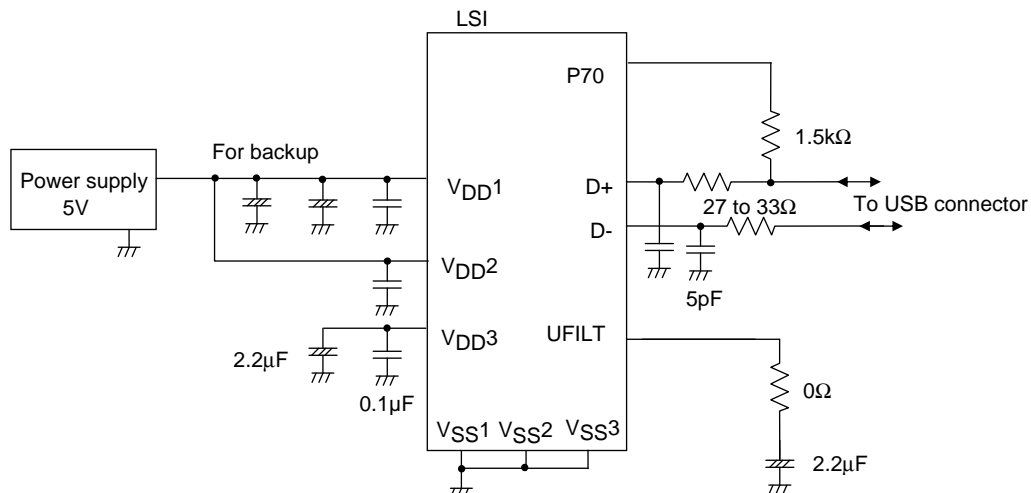 LSI
P70
1.5kΩ
For backup
Power supply
5V
VDD1
D+
27 to 33Ω
To USB connector
D-
VDD2
5pF
VDD3
UFILT
2.2μF
0.1μF
0Ω
VSS1 VSS2 VSS3
2.2μF